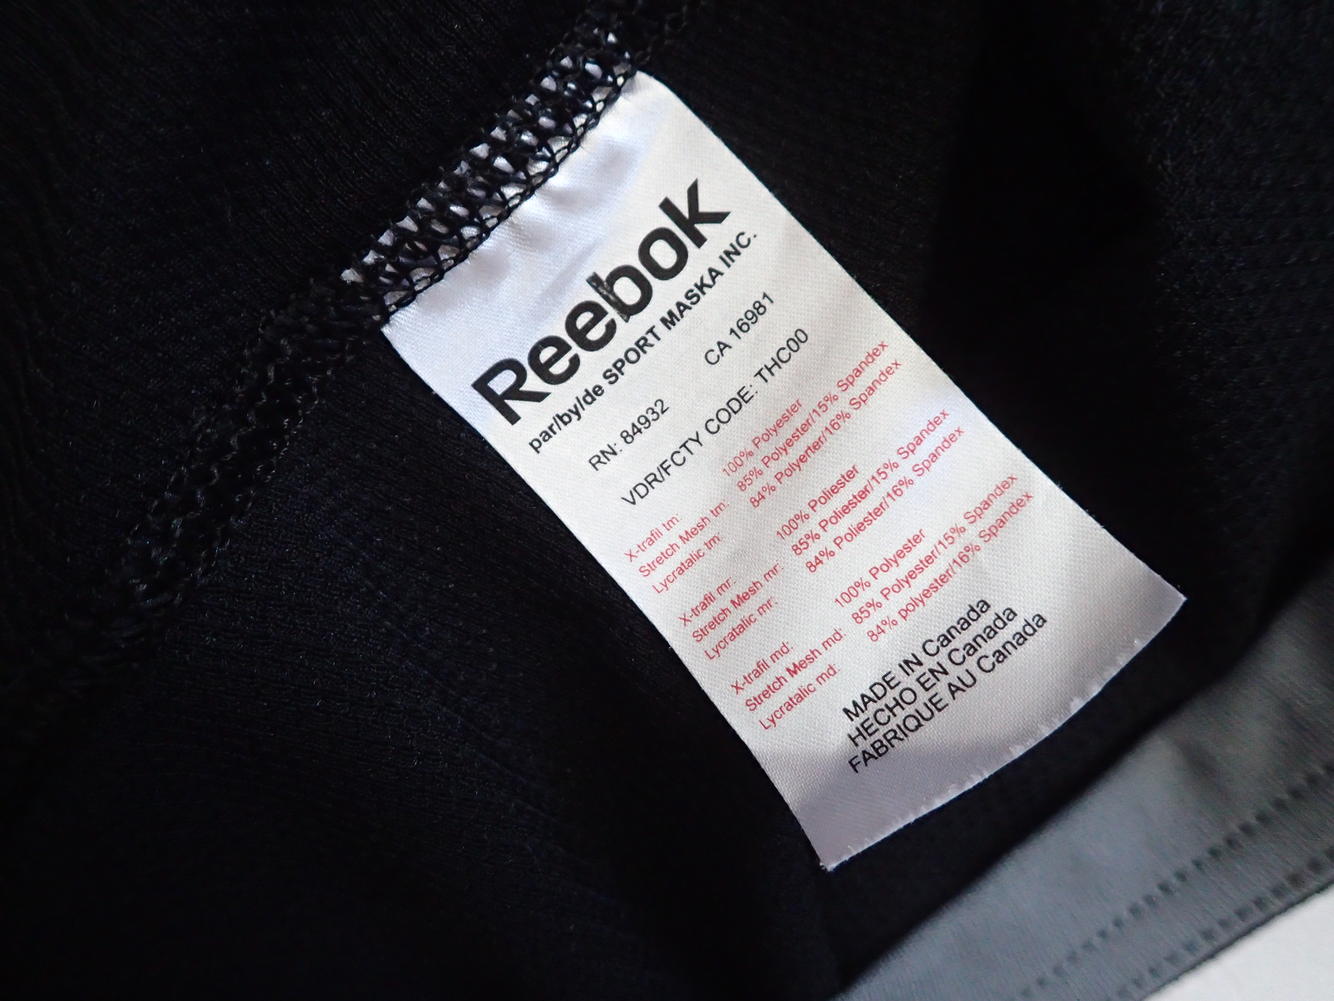 Reebok
par/by/de SPORT MASKA INC.
RN: 84932 CA 16981
VDR/FCTY CODE: THC00
X-trafil tm: 100% Polyester
Stretch Mesh tm: 85% Polyester/15% Spandex
Lycratalic tm: 84% Polyerter/16% Spandex
X-trafil mr: 100% Poliester
Stretch Mesh mr: 85% Poliester/15% Spandex
Lycratalic mr: 84% Poliester/16% Spandex
X-trafil md: 100% Polyester
Stretch Mesh md: 85% Polyester/15% Spandex
Lycratalic md: 84% polyester/16% Spandex
MADE IN Canada
HECHO EN Canada
FABRIQUE AU Canada